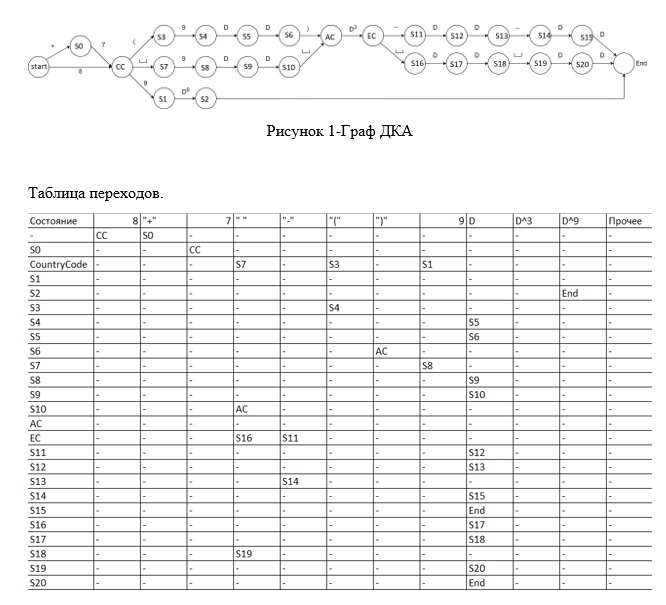 + S0 7
start 8 CC
( S3 9 S4 D S5 D S6 )
S7 9 S8 D S9 D S10
9 S1 D⁹ S2
AC D³ EC
– S11 D S12 D S13 – S14 D S15 D
S16 D S17 D S18 S19 D S20 D
End
Рисунок 1-Граф ДКА
Таблица переходов.
Состояние 8 "+" 7 " " "-" "(" ")" 9 D D^3 D^9 Прочее
- CC S0 - - - - - - - - - -
S0 - - CC - - - - - - - - -
CountryCode - - - S7 - S3 - S1 - - - -
S1 - - - - - - - - - - - -
S2 - - - - - - - - - - End -
S3 - - - - - S4 - - - - - -
S4 - - - - - - - - S5 - - -
S5 - - - - - - - - S6 - - -
S6 - - - - - - AC - - - - -
S7 - - - - - - - S8 - - - -
S8 - - - - - - - - S9 - - -
S9 - - - - - - - - S10 - - -
S10 - - - AC - - - - - - - -
AC - - - - - - - - - - - -
EC - - - S16 S11 - - - - - - -
S11 - - - - - - - - S12 - - -
S12 - - - - - - - - S13 - - -
S13 - - - - S14 - - - - - - -
S14 - - - - - - - - S15 - - -
S15 - - - - - - - - End - - -
S16 - - - - - - - - S17 - - -
S17 - - - - - - - - S18 - - -
S18 - - - S19 - - - - - - - -
S19 - - - - - - - - S20 - - -
S20 - - - - - - - - End - - -